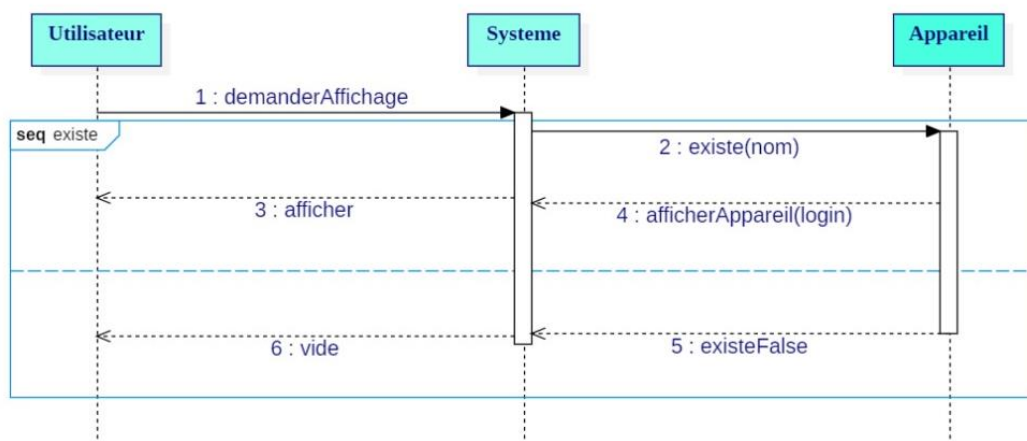 Utilisateur
Systeme
Appareil
1 : demanderAffichage
seq existe
2 : existe(nom)
3 : afficher
4 : afficherAppareil(login)
5 : existeFalse
6 : vide